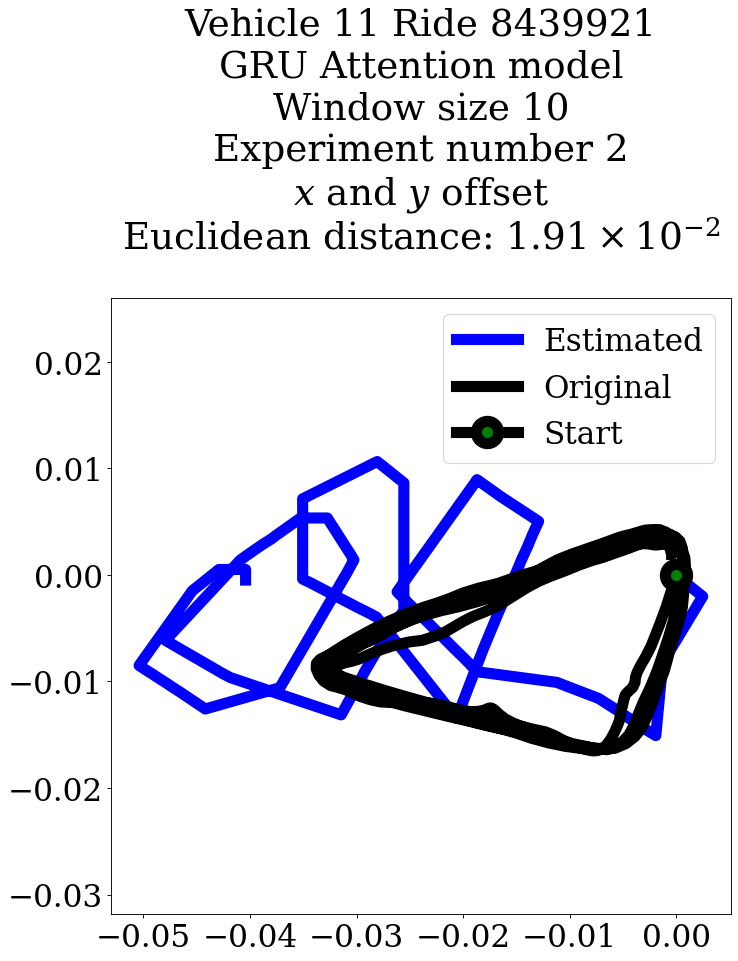 Vehicle 11 Ride 8439921
GRU Attention model
Window size 10
Experiment number 2
x and y offset
Euclidean distance: 1.91 × 10⁻²
Estimated
Original
Start
0.02
0.01
0.00
−0.01
−0.02
−0.03
−0.05 −0.04 −0.03 −0.02 −0.01 0.00